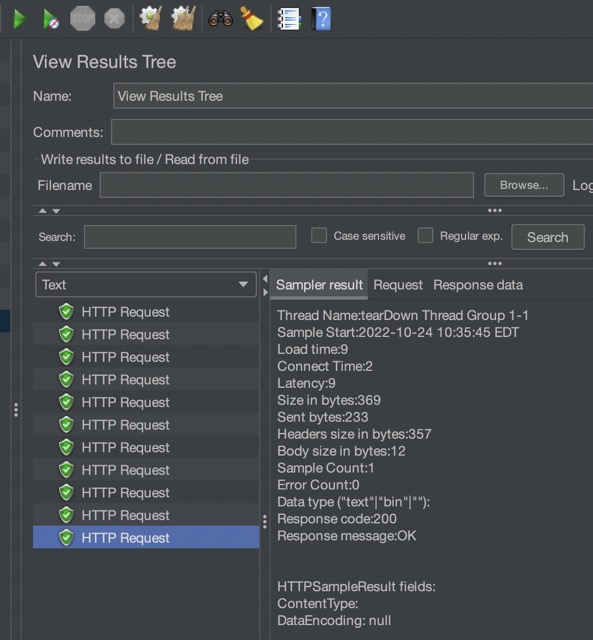 STOP
View Results Tree
Name: View Results Tree
Comments:
Write results to file / Read from file
Filename Browse... Log
Search: Case sensitive Regular exp. Search
Text
HTTP Request
HTTP Request
HTTP Request
HTTP Request
HTTP Request
HTTP Request
HTTP Request
HTTP Request
HTTP Request
HTTP Request
HTTP Request
Sampler result Request Response data
Thread Name:tearDown Thread Group 1-1
Sample Start:2022-10-24 10:35:45 EDT
Load time:9
Connect Time:2
Latency:9
Size in bytes:369
Sent bytes:233
Headers size in bytes:357
Body size in bytes:12
Sample Count:1
Error Count:0
Data type ("text"|"bin"|""):
Response code:200
Response message:OK
HTTPSampleResult fields:
ContentType:
DataEncoding: null